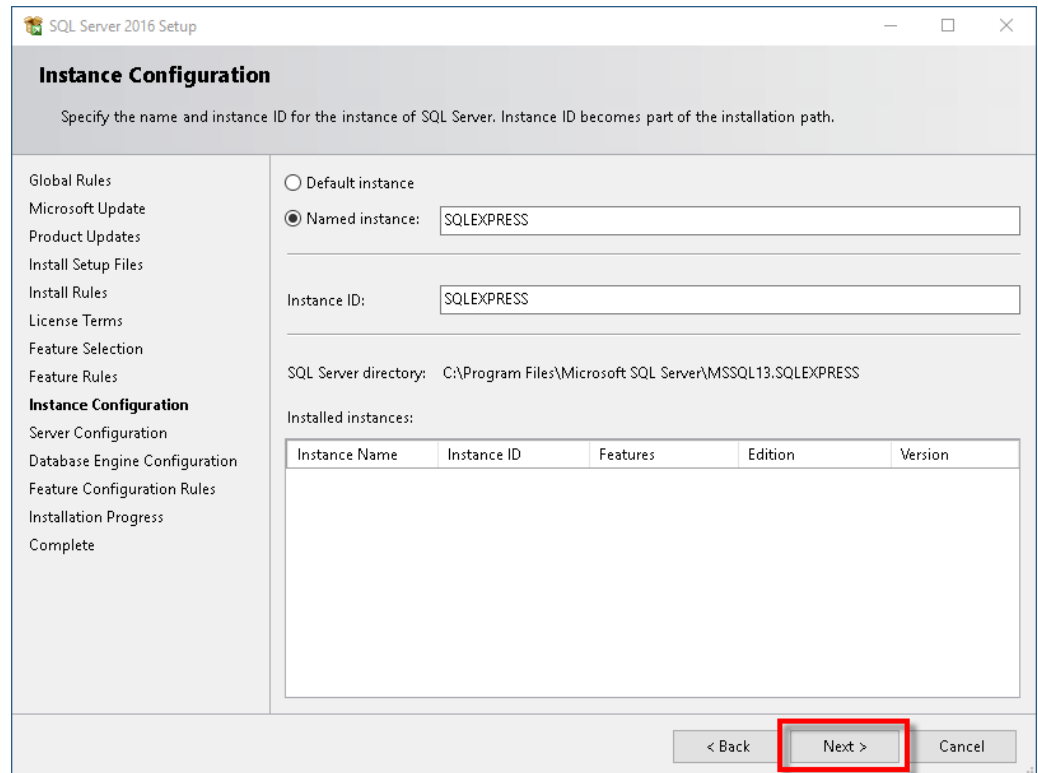 SQL Server 2016 Setup
Instance Configuration
Specify the name and instance ID for the instance of SQL Server. Instance ID becomes part of the installation path.
Global Rules
Microsoft Update
Product Updates
Install Setup Files
Install Rules
License Terms
Feature Selection
Feature Rules
Instance Configuration
Server Configuration
Database Engine Configuration
Feature Configuration Rules
Installation Progress
Complete
Default instance
Named instance: SQLEXPRESS
Instance ID: SQLEXPRESS
SQL Server directory: C:\Program Files\Microsoft SQL Server\MSSQL13.SQLEXPRESS
Installed instances:
Instance Name Instance ID Features Edition Version
< Back Next > Cancel